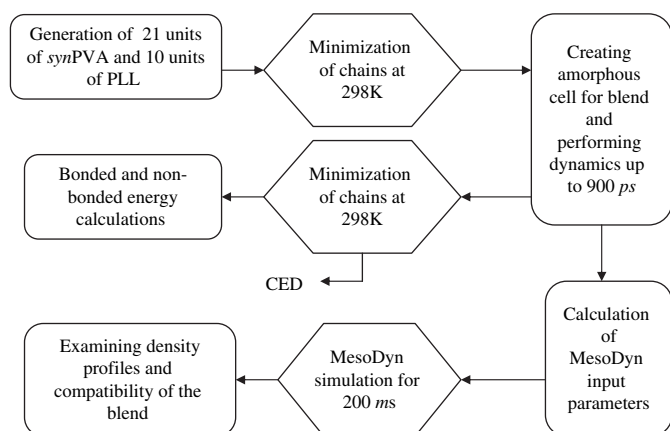 Generation of  21 units
of synPVA and 10 units
of PLL
Minimization
of chains at
298K
Creating
amorphous
cell for blend
and
performing
dynamics up
to 900 ps
Bonded and non-
bonded energy
calculations
Minimization
of chains at
298K
CED
Examining density
profiles and
compatibility of the
blend
MesoDyn
simulation for
200 ms
Calculation
of
MesoDyn
input
parameters